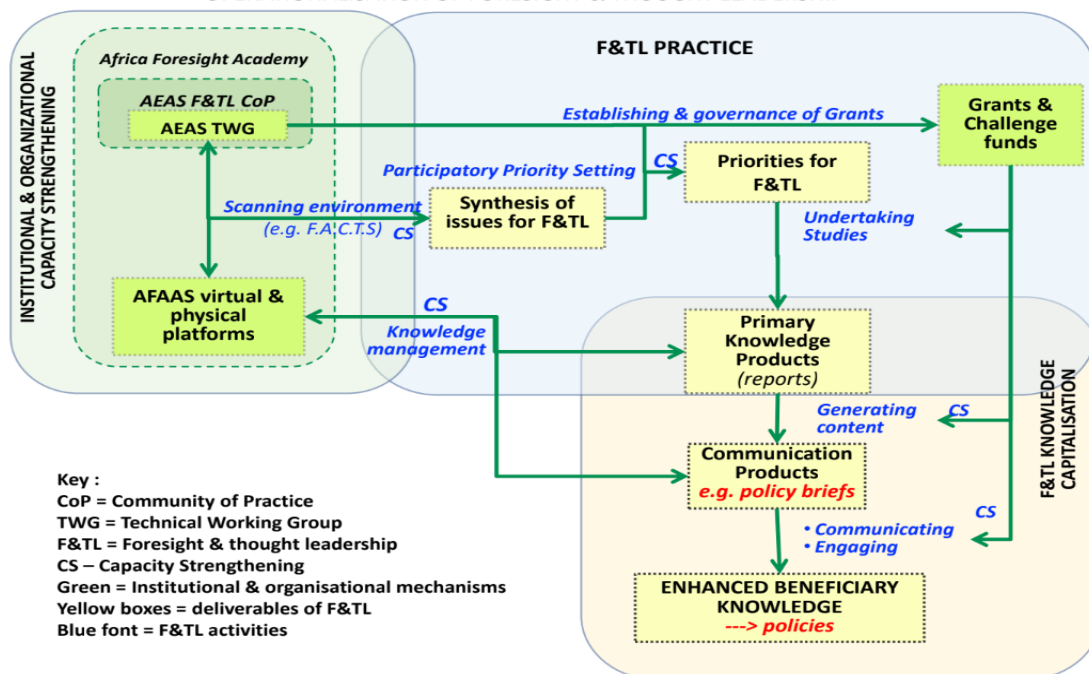 F&TL PRACTICE
INSTITUTIONAL & ORGANIZATIONAL
CAPACITY STRENGTHENING
Africa Foresight Academy
AEAS F&TL CoP
AEAS TWG
Establishing & governance of Grants
Grants &
Challenge
funds
Participatory Priority Setting
CS
Priorities for
F&TL
Scanning environment
(e.g. F.A.C.T.S)
CS
Synthesis of
issues for F&TL
Undertaking
Studies
AFAAS virtual &
physical
platforms
CS
Knowledge
management
Primary
Knowledge
Products
(reports)
F&TL KNOWLEDGE
CAPITALISATION
Generating
content
CS
Communication
Products
e.g. policy briefs
CS
• Communicating
• Engaging
ENHANCED BENEFICIARY
KNOWLEDGE
---> policies
Key :
CoP = Community of Practice
TWG = Technical Working Group
F&TL = Foresight & thought leadership
CS – Capacity Strengthening
Green = Institutional & organisational mechanisms
Yellow boxes = deliverables of F&TL
Blue font = F&TL activities